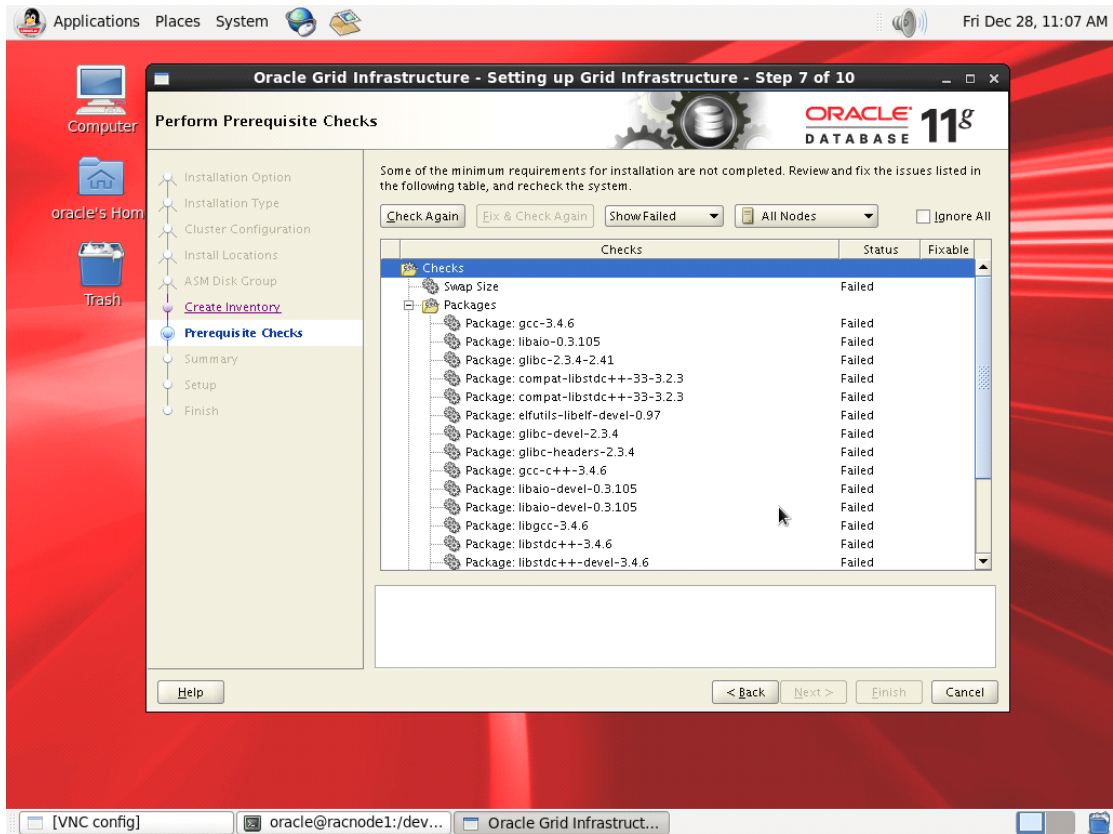 Applications Places System
Fri Dec 28, 11:07 AM
Computer
oracle's Hom
Trash
Oracle Grid Infrastructure - Setting up Grid Infrastructure - Step 7 of 10
Perform Prerequisite Checks
ORACLE
DATABASE
11g
Installation Option
Installation Type
Cluster Configuration
Install Locations
ASM Disk Group
Create Inventory
Prerequisite Checks
Summary
Setup
Finish
Some of the minimum requirements for installation are not completed. Review and fix the issues listed in
the following table, and recheck the system.
Check Again Fix & Check Again Show Failed All Nodes Ignore All
Checks Status Fixable
Checks
Swap Size Failed
Packages
Package: gcc-3.4.6 Failed
Package: libaio-0.3.105 Failed
Package: glibc-2.3.4-2.41 Failed
Package: compat-libstdc++-33-3.2.3 Failed
Package: compat-libstdc++-33-3.2.3 Failed
Package: elfutils-libelf-devel-0.97 Failed
Package: glibc-devel-2.3.4 Failed
Package: glibc-headers-2.3.4 Failed
Package: gcc-c++-3.4.6 Failed
Package: libaio-devel-0.3.105 Failed
Package: libaio-devel-0.3.105 Failed
Package: libgcc-3.4.6 Failed
Package: libstdc++-3.4.6 Failed
Package: libstdc++-devel-3.4.6 Failed
Help < Back Next > Finish Cancel
[VNC config] oracle@racnode1:/dev... Oracle Grid Infrastruct...